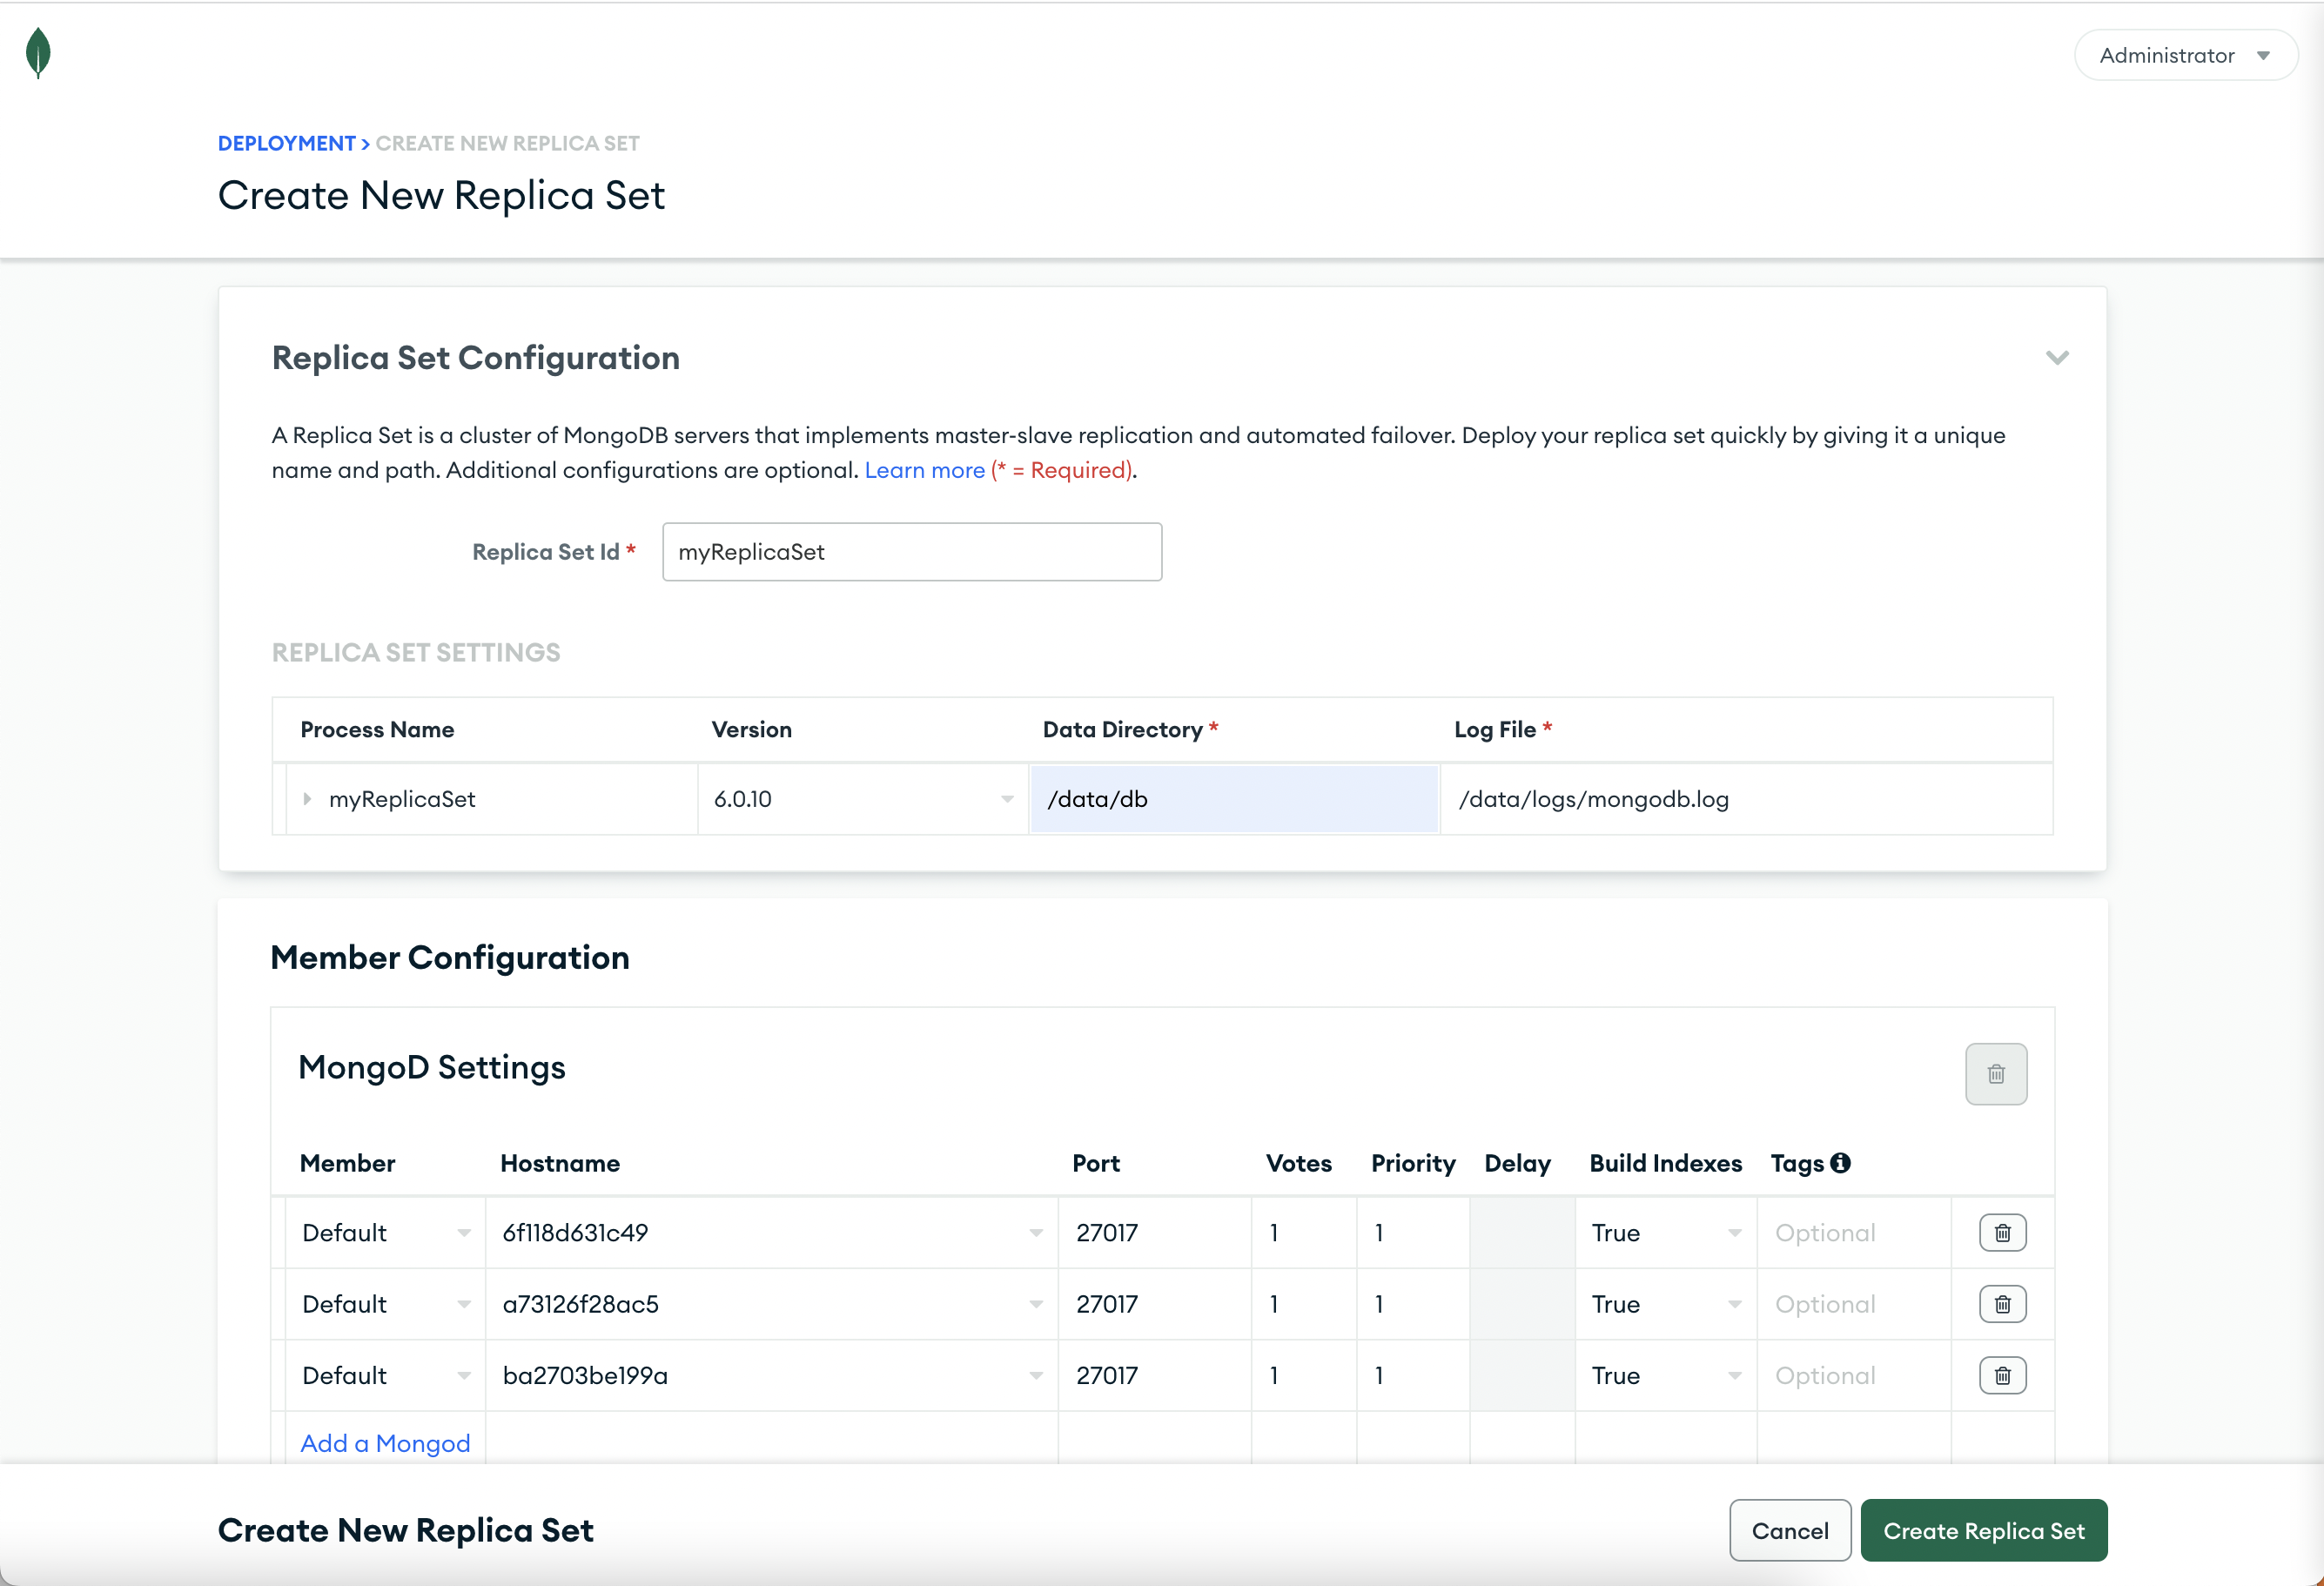 Administrator
DEPLOYMENT > CREATE NEW REPLICA SET
Create New Replica Set
Replica Set Configuration
A Replica Set is a cluster of MongoDB servers that implements master-slave replication and automated failover. Deploy your replica set quickly by giving it a unique
name and path. Additional configurations are optional. Learn more (* = Required).
Replica Set Id * myReplicaSet
REPLICA SET SETTINGS
Process Name Version Data Directory * Log File *
myReplicaSet 6.0.10 /data/db /data/logs/mongodb.log
Member Configuration
MongoD Settings
Member Hostname Port Votes Priority Delay Build Indexes Tags
Default 6f118d631c49 27017 1 1 True Optional
Default a73126f28ac5 27017 1 1 True Optional
Default ba2703be199a 27017 1 1 True Optional
Add a Mongod
Create New Replica Set Cancel Create Replica Set